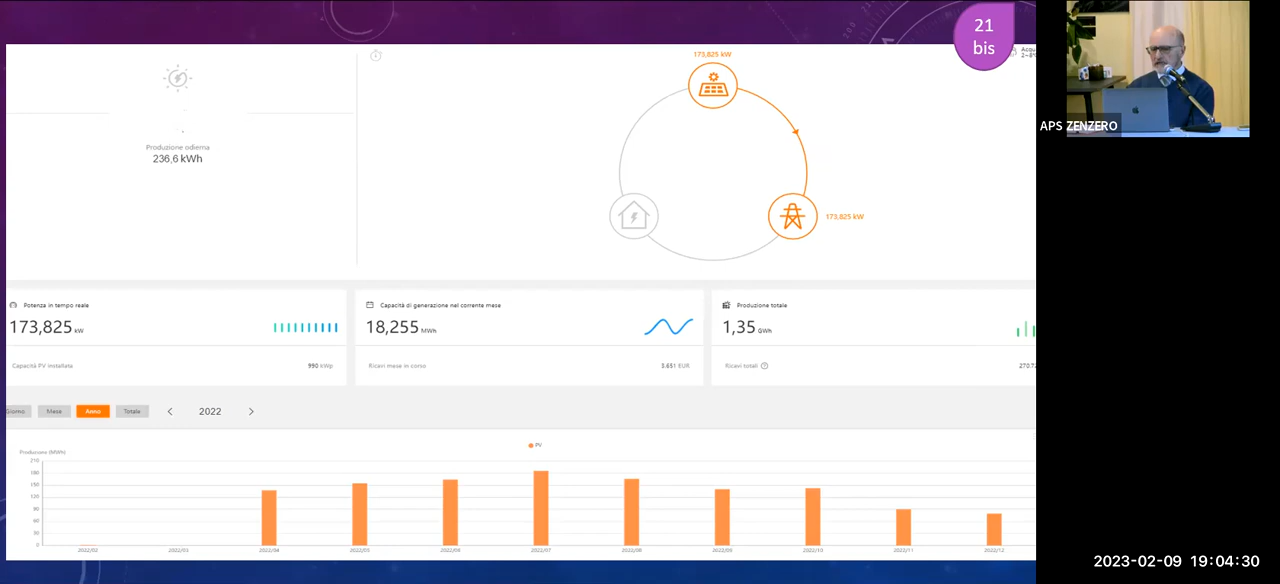 21
bis
173,825 kW
Acqu
APS ZENZERO
Produzione odierna
236,6 kWh
173,825 kW
Potenza in tempo reale
173,825 kW
Capacità PV installata
990 kWp
Capacità di generazione nel corrente mese
18,255 MWh
Ricavi mese in corso
3.651 EUR
Produzione totale
1,35 GWh
Ricavi totali
270.72
Giorno
Mese
Anno
Totale
2022
PV
Produzione (MWh)
210
180
150
120
90
60
30
0
2022/02
2022/03
2022/04
2022/05
2022/06
2022/07
2022/08
2022/09
2022/10
2022/11
2022/12
2023-02-09 19:04:30